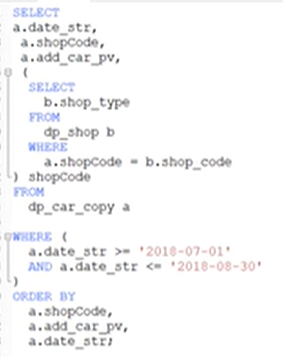 SELECT
a.date_str,
a.shopCode,
a.add_car_pv,
(
SELECT
b.shop_type
FROM
dp_shop b
WHERE
a.shopCode = b.shop_code
) shopCode
FROM
dp_car_copy a
WHERE (
a.date_str >= '2018-07-01'
AND a.date_str <= '2018-08-30'
)
ORDER BY
a.shopCode,
a.add_car_pv,
a.date_str;